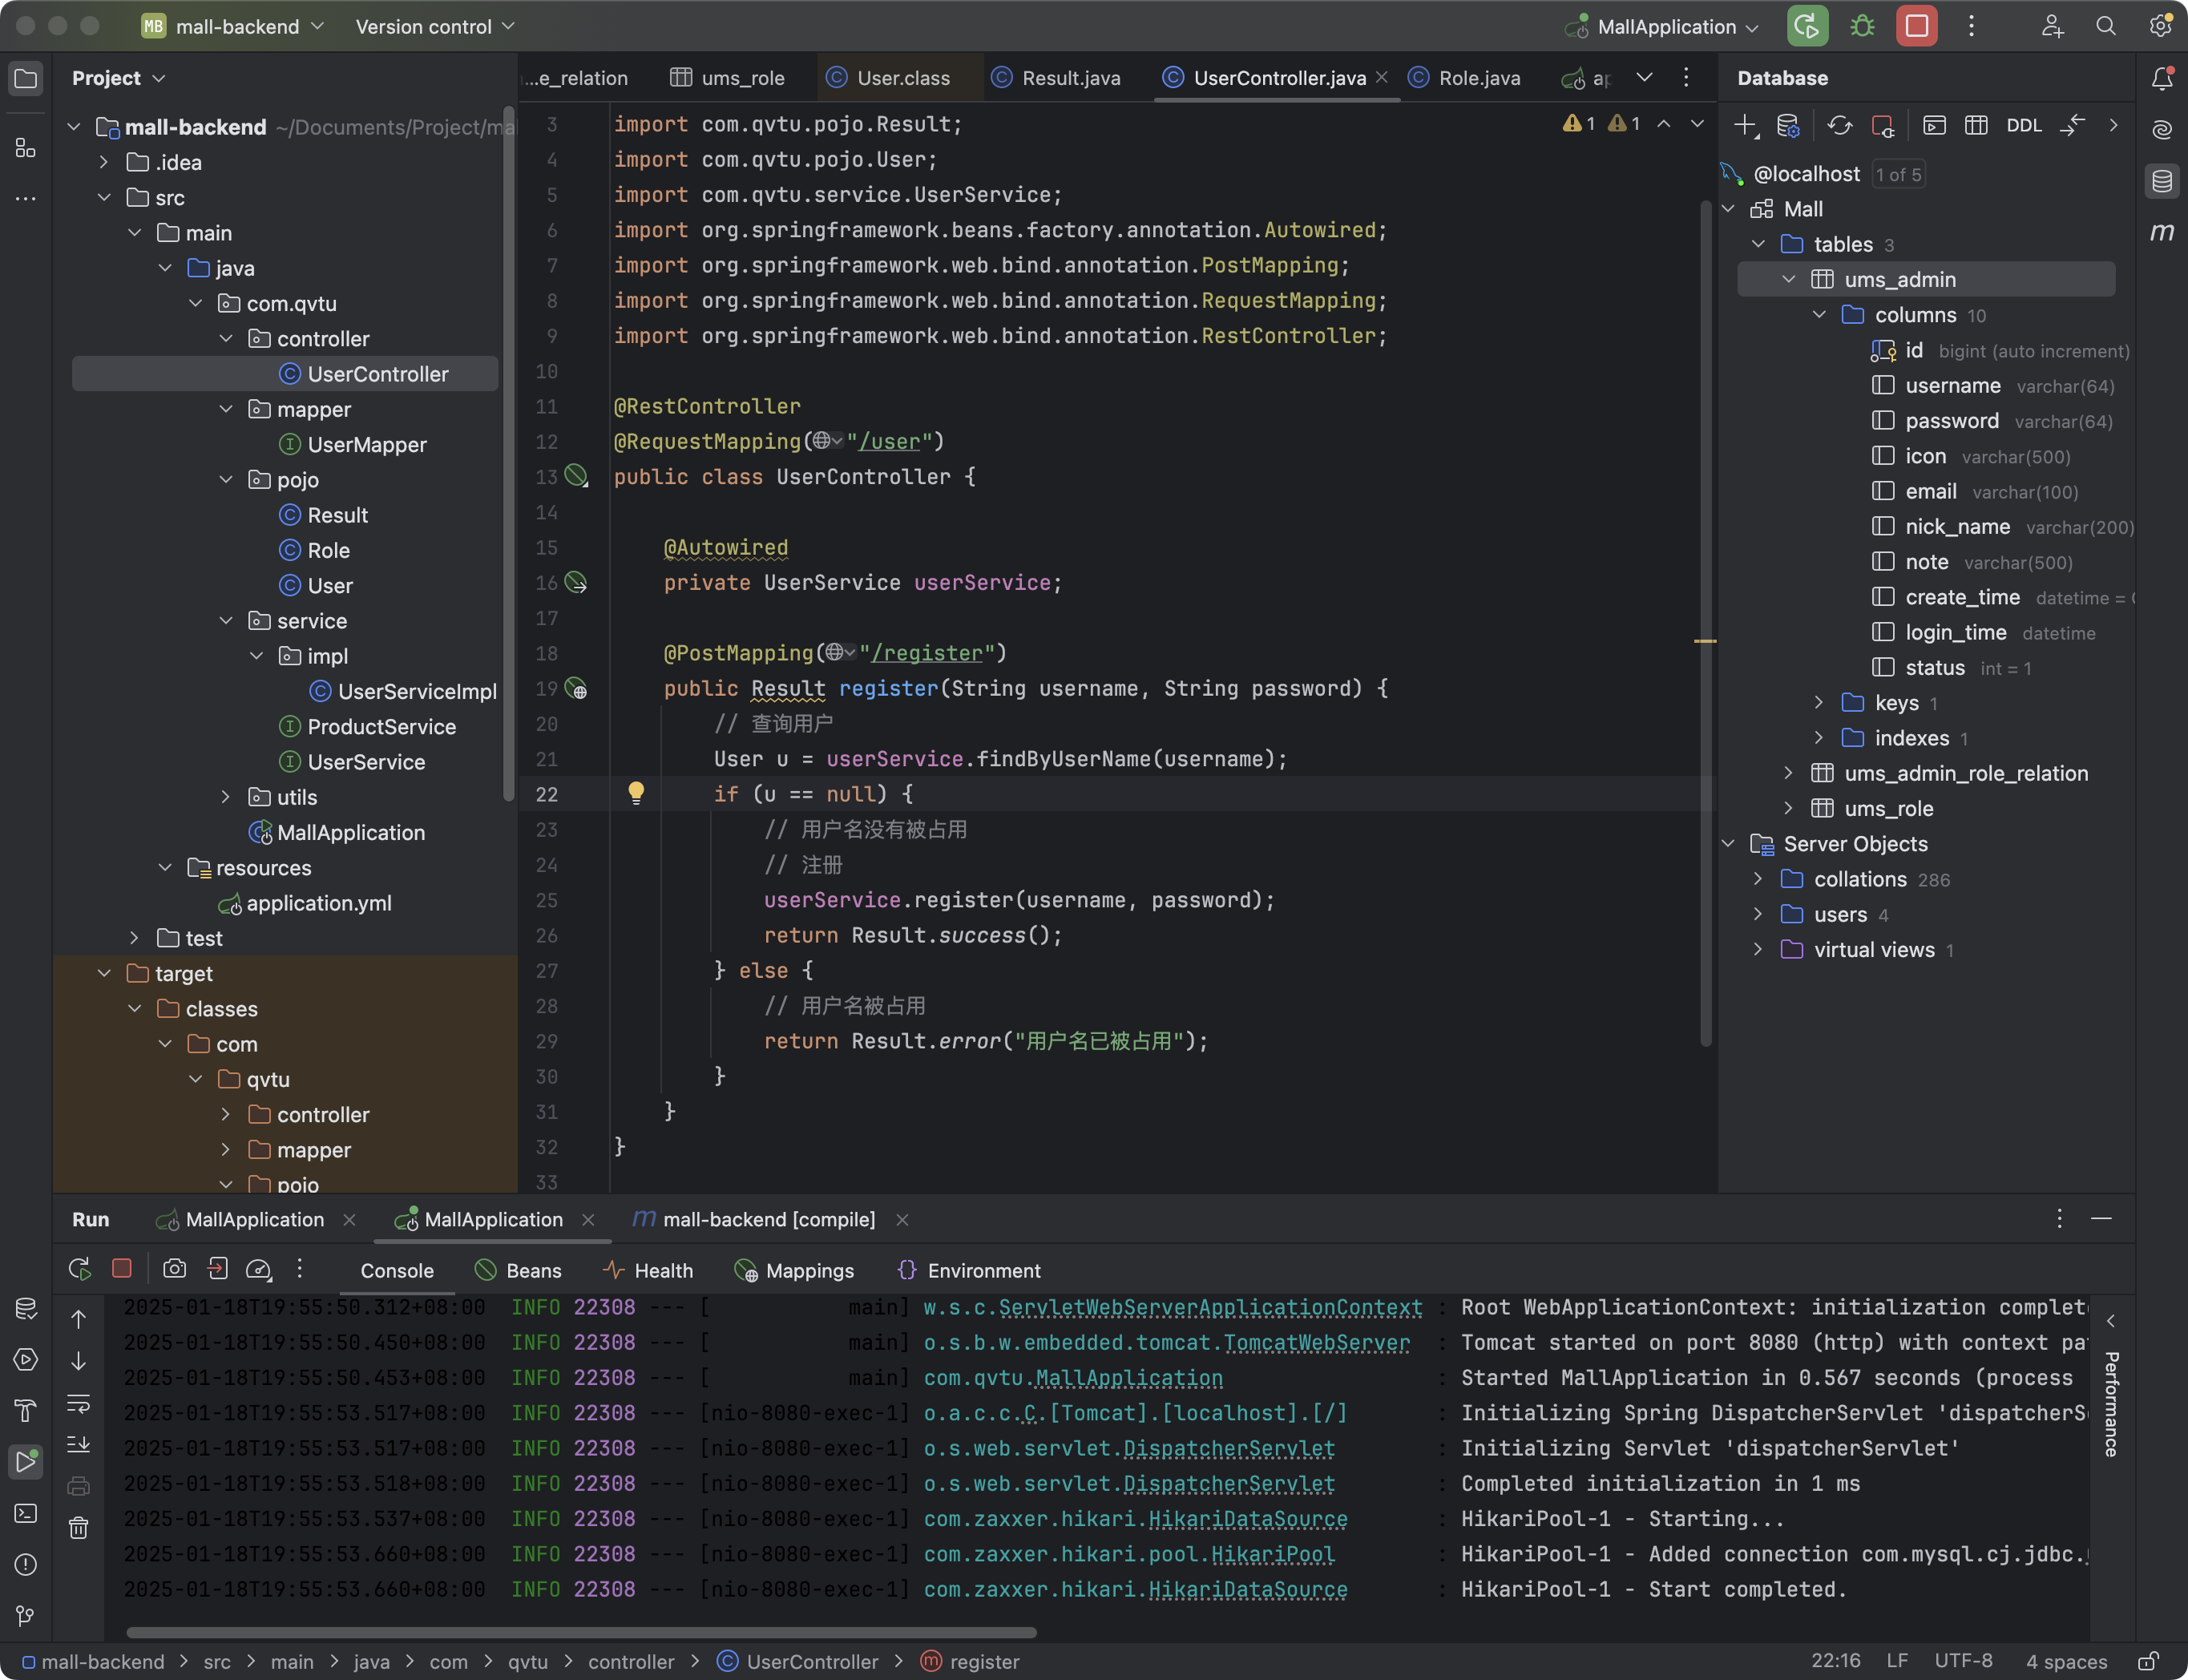 MB mall-backend Version control MallApplication
Project
mall-backend ~/Documents/Project/
.idea
src
main
java
com.qvtu
controller
UserController
mapper
UserMapper
pojo
Result
Role
User
service
impl
UserServiceImpl
ProductService
UserService
utils
MallApplication
resources
application.yml
test
target
classes
com
qvtu
controller
mapper
pojo
...e_relation ums_role User.class Result.java UserController.java Role.java
1 1
3 import com.qvtu.pojo.Result;
4 import com.qvtu.pojo.User;
5 import com.qvtu.service.UserService;
6 import org.springframework.beans.factory.annotation.Autowired;
7 import org.springframework.web.bind.annotation.PostMapping;
8 import org.springframework.web.bind.annotation.RequestMapping;
9 import org.springframework.web.bind.annotation.RestController;
10
11 @RestController
12 @RequestMapping("/user")
13 public class UserController {
14
15 @Autowired
16 private UserService userService;
17
18 @PostMapping("/register")
19 public Result register(String username, String password) {
20 // 查询用户
21 User u = userService.findByUserName(username);
22 if (u == null) {
23 // 用户名没有被占用
24 // 注册
25 userService.register(username, password);
26 return Result.success();
27 } else {
28 // 用户名被占用
29 return Result.error("用户名已被占用");
30 }
31 }
32 }
33
Database
DDL
@localhost 1 of 5
Mall
tables 3
ums_admin
columns 10
id bigint (auto increment)
username varchar(64)
password varchar(64)
icon varchar(500)
email varchar(100)
nick_name varchar(200)
note varchar(500)
create_time datetime =
login_time datetime
status int = 1
keys 1
indexes 1
ums_admin_role_relation
ums_role
Server Objects
collations 286
users 4
virtual views 1
m
Run MallApplication MallApplication m mall-backend [compile]
Console Beans Health Mappings Environment
2025-01-18T19:55:50.312+08:00 INFO 22308 --- [ main] w.s.c.ServletWebServerApplicationContext : Root WebApplicationContext: initialization complet
2025-01-18T19:55:50.450+08:00 INFO 22308 --- [ main] o.s.b.w.embedded.tomcat.TomcatWebServer : Tomcat started on port 8080 (http) with context pa
2025-01-18T19:55:50.453+08:00 INFO 22308 --- [ main] com.qvtu.MallApplication : Started MallApplication in 0.567 seconds (process
2025-01-18T19:55:53.517+08:00 INFO 22308 --- [nio-8080-exec-1] o.a.c.c.C.[Tomcat].[localhost].[/] : Initializing Spring DispatcherServlet 'dispatcherS
2025-01-18T19:55:53.517+08:00 INFO 22308 --- [nio-8080-exec-1] o.s.web.servlet.DispatcherServlet : Initializing Servlet 'dispatcherServlet'
2025-01-18T19:55:53.518+08:00 INFO 22308 --- [nio-8080-exec-1] o.s.web.servlet.DispatcherServlet : Completed initialization in 1 ms
2025-01-18T19:55:53.537+08:00 INFO 22308 --- [nio-8080-exec-1] com.zaxxer.hikari.HikariDataSource : HikariPool-1 - Starting...
2025-01-18T19:55:53.660+08:00 INFO 22308 --- [nio-8080-exec-1] com.zaxxer.hikari.pool.HikariPool : HikariPool-1 - Added connection com.mysql.cj.jdbc.
2025-01-18T19:55:53.660+08:00 INFO 22308 --- [nio-8080-exec-1] com.zaxxer.hikari.HikariDataSource : HikariPool-1 - Start completed.
Performance
mall-backend > src > main > java > com > qvtu > controller > UserController > register 22:16 LF UTF-8 4 spaces